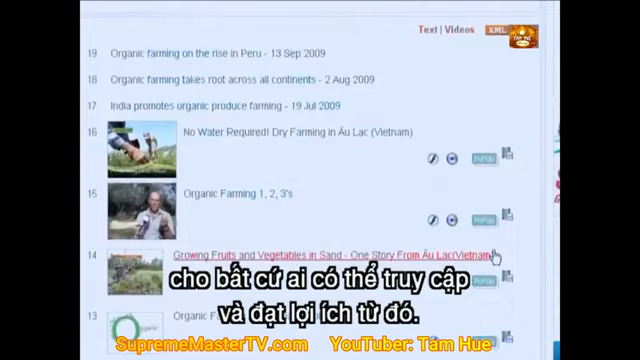 Text | Videos XML
19 Organic farming on the rise in Peru - 13 Sep 2009
18 Organic farming takes root across all continents - 2 Aug 2009
17 India promotes organic produce farming - 19 Jul 2009
16 No Water Required! Dry Farming in Âu Lạc (Vietnam)
PopUp
15 Organic Farming 1, 2, 3's
PopUp
14 Growing Fruits and Vegetables in Sand - One Story From Âu Lạc(Vietnam)
PopUp
cho bất cứ ai có thể truy cập
và đạt lợi ích từ đó.
13 Organic
SupremeMasterTV.com YouTuber: Tâm Huệ